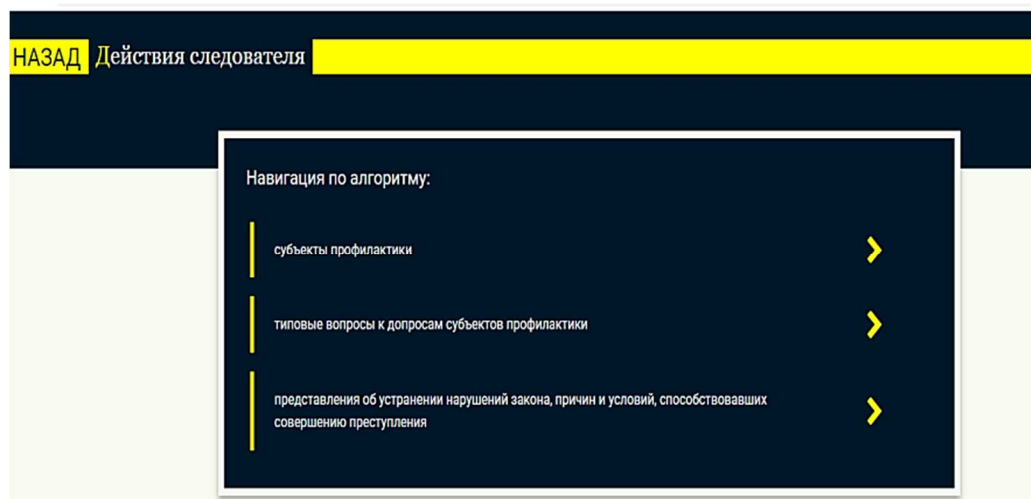 НАЗАД Действия следователя
Навигация по алгоритму:
субъекты профилактики
типовые вопросы к допросам субъектов профилактики
представления об устранении нарушений закона, причин и условий, способствовавших
совершению преступления